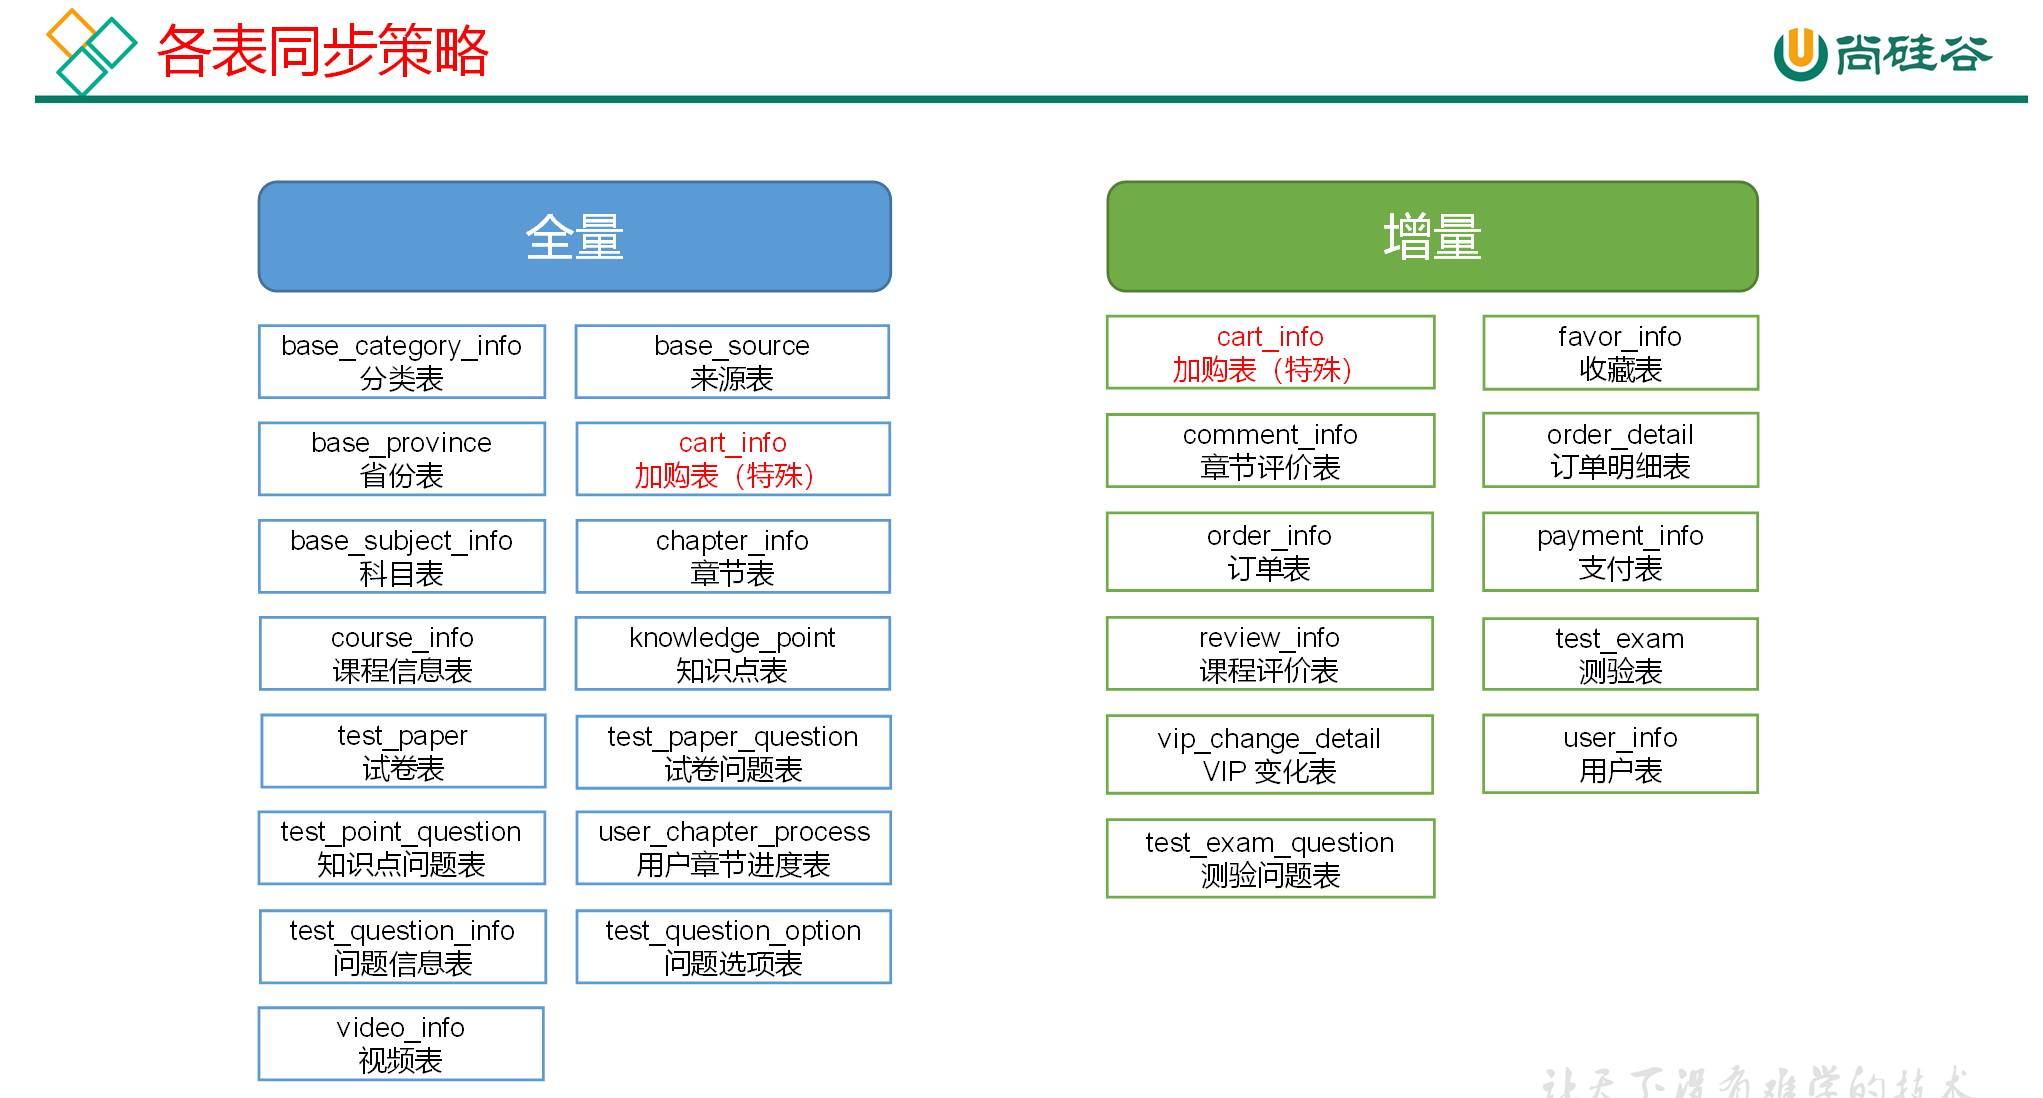 各表同步策略
尚硅谷
全量
base_category_info
分类表
base_source
来源表
base_province
省份表
cart_info
加购表（特殊）
base_subject_info
科目表
chapter_info
章节表
course_info
课程信息表
knowledge_point
知识点表
test_paper
试卷表
test_paper_question
试卷问题表
test_point_question
知识点问题表
user_chapter_process
用户章节进度表
test_question_info
问题信息表
test_question_option
问题选项表
video_info
视频表
增量
cart_info
加购表（特殊）
favor_info
收藏表
comment_info
章节评价表
order_detail
订单明细表
order_info
订单表
payment_info
支付表
review_info
课程评价表
test_exam
测验表
vip_change_detail
VIP 变化表
user_info
用户表
test_exam_question
测验问题表
让天下没有难学的技术